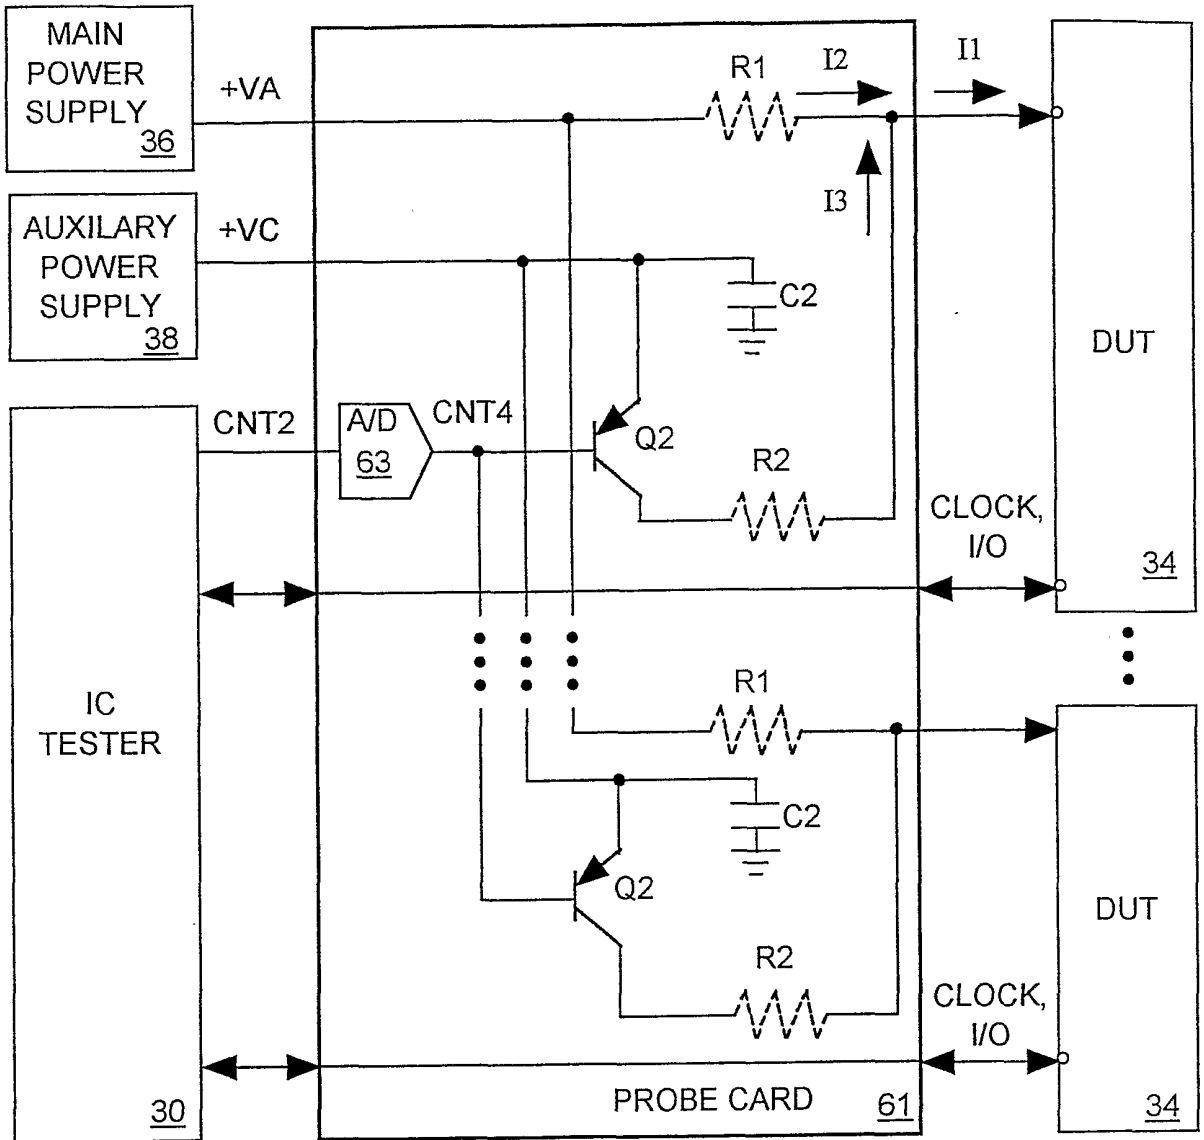 MAIN
POWER
SUPPLY
36
+VA
R1
I2
I1
I3
AUXILARY
POWER
SUPPLY
38
+VC
C2
DUT
34
CNT2
A/D
63
CNT4
Q2
R2
CLOCK,
I/O
IC
TESTER
30
R1
C2
Q2
R2
DUT
34
CLOCK,
I/O
PROBE CARD
61